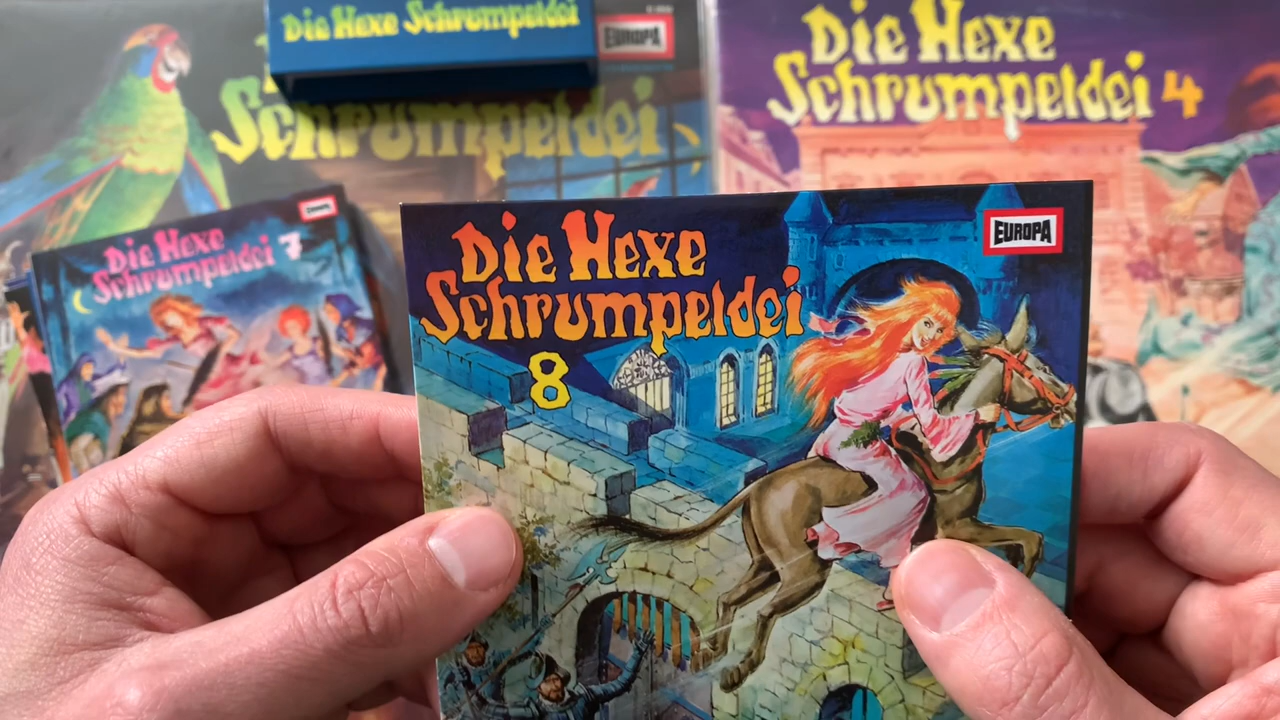 Die Hexe Schrumpeldei
EUROPA
Schrumpeldei
Die Hexe
Schrumpeldei 4
EUROPA
Die Hexe
Schrumpeldei 7
Die Hexe
Schrumpeldei
8
EUROPA